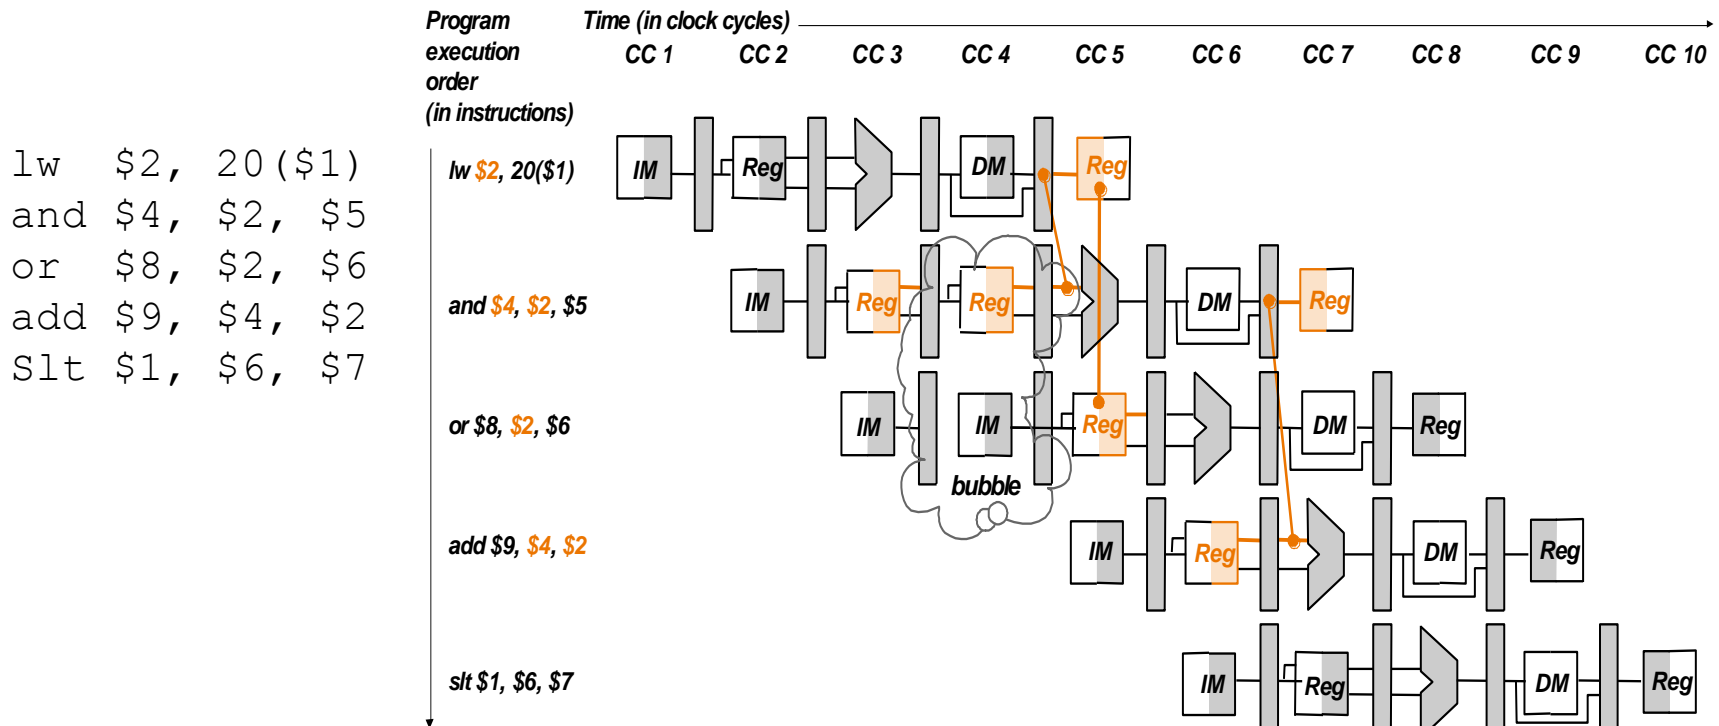 Program
execution
order
(in instructions)
Time (in clock cycles)
CC 1 CC 2 CC 3 CC 4 CC 5 CC 6 CC 7 CC 8 CC 9 CC 10
lw $2, 20($1)
and $4, $2, $5
or $8, $2, $6
add $9, $4, $2
Slt $1, $6, $7
lw $2, 20($1) IM Reg DM Reg
and $4, $2, $5 IM Reg Reg DM Reg
or $8, $2, $6 IM IM Reg DM Reg
bubble
add $9, $4, $2 IM Reg DM Reg
slt $1, $6, $7 IM Reg DM Reg